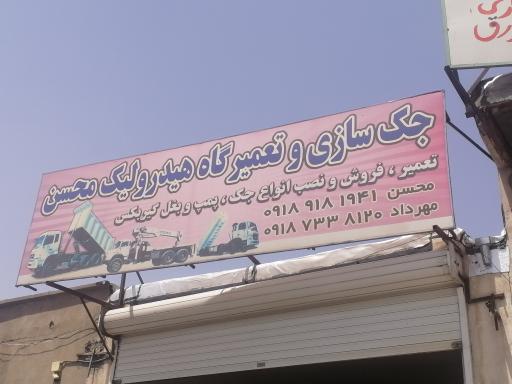 جک سازی و تعمیرگاه هیدرولیک محسن
تعمیر ، فروش و نصب انواع جک ، پمپ و بغل گیربکس
محسن ۰۹۱۸ ۹۱۸ ۱۹۴۱
مهرداد ۰۹۱۸ ۷۳۳ ۸۱۲۰